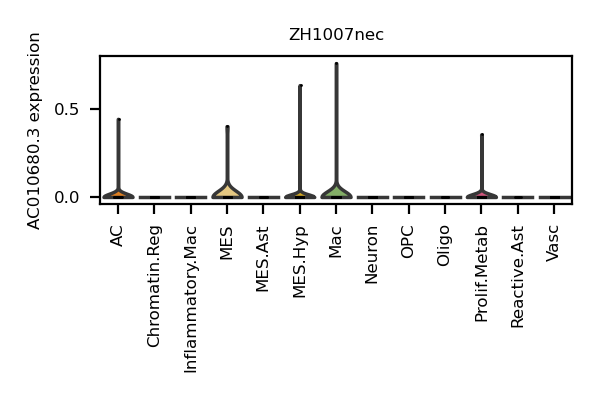 ZH1007nec
AC010680.3 expression
0.5
0.0
AC
Chromatin.Reg
Inflammatory.Mac
MES
MES.Ast
MES.Hyp
Mac
Neuron
OPC
Oligo
Prolif.Metab
Reactive.Ast
Vasc